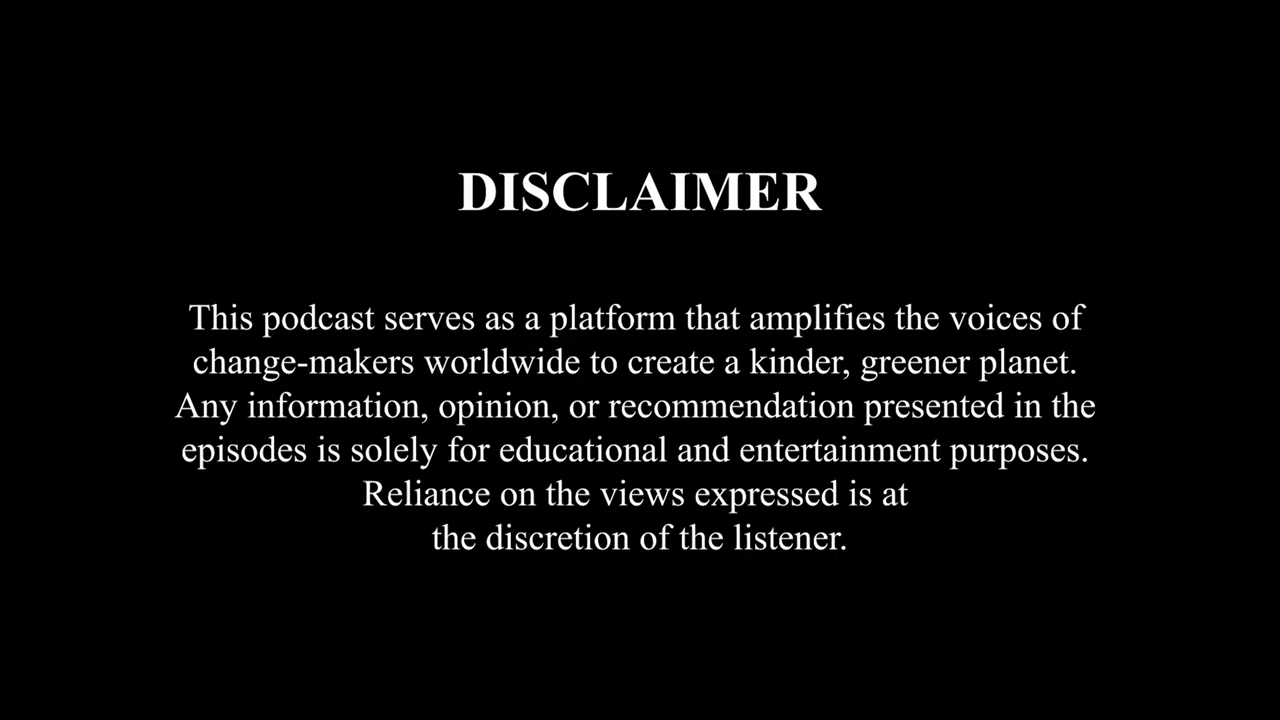 DISCLAIMER
This podcast serves as a platform that amplifies the voices of
change-makers worldwide to create a kinder, greener planet.
Any information, opinion, or recommendation presented in the
episodes is solely for educational and entertainment purposes.
Reliance on the views expressed is at
the discretion of the listener.